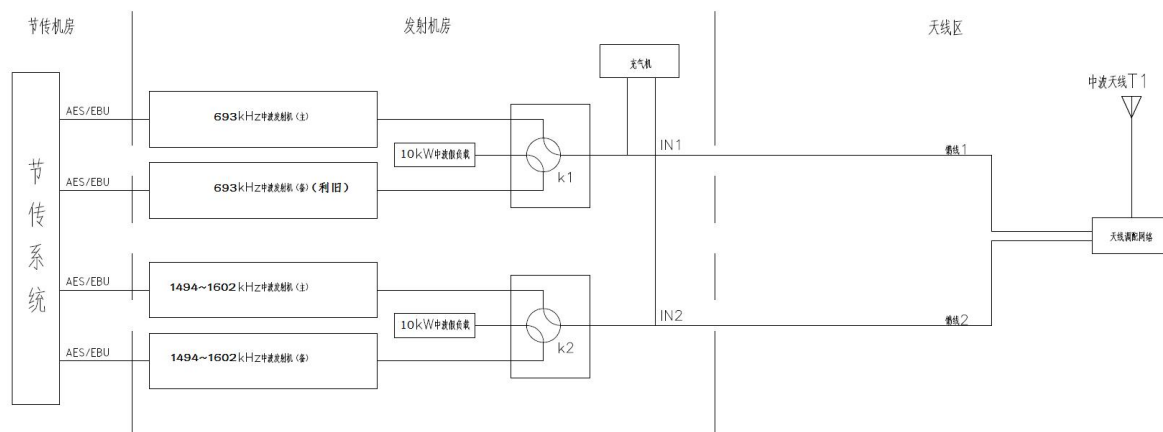 节传机房
发射机房
天线区
充气机
中波天线T1
节传系统
AES/EBU
693kHz中波发射机(主)
10kW中波假负载
k1
IN1
馈线1
AES/EBU
693kHz中波发射机(备)(利旧)
天线调配网络
AES/EBU
1494~1602kHz中波发射机(主)
10kW中波假负载
k2
IN2
馈线2
AES/EBU
1494~1602kHz中波发射机(备)